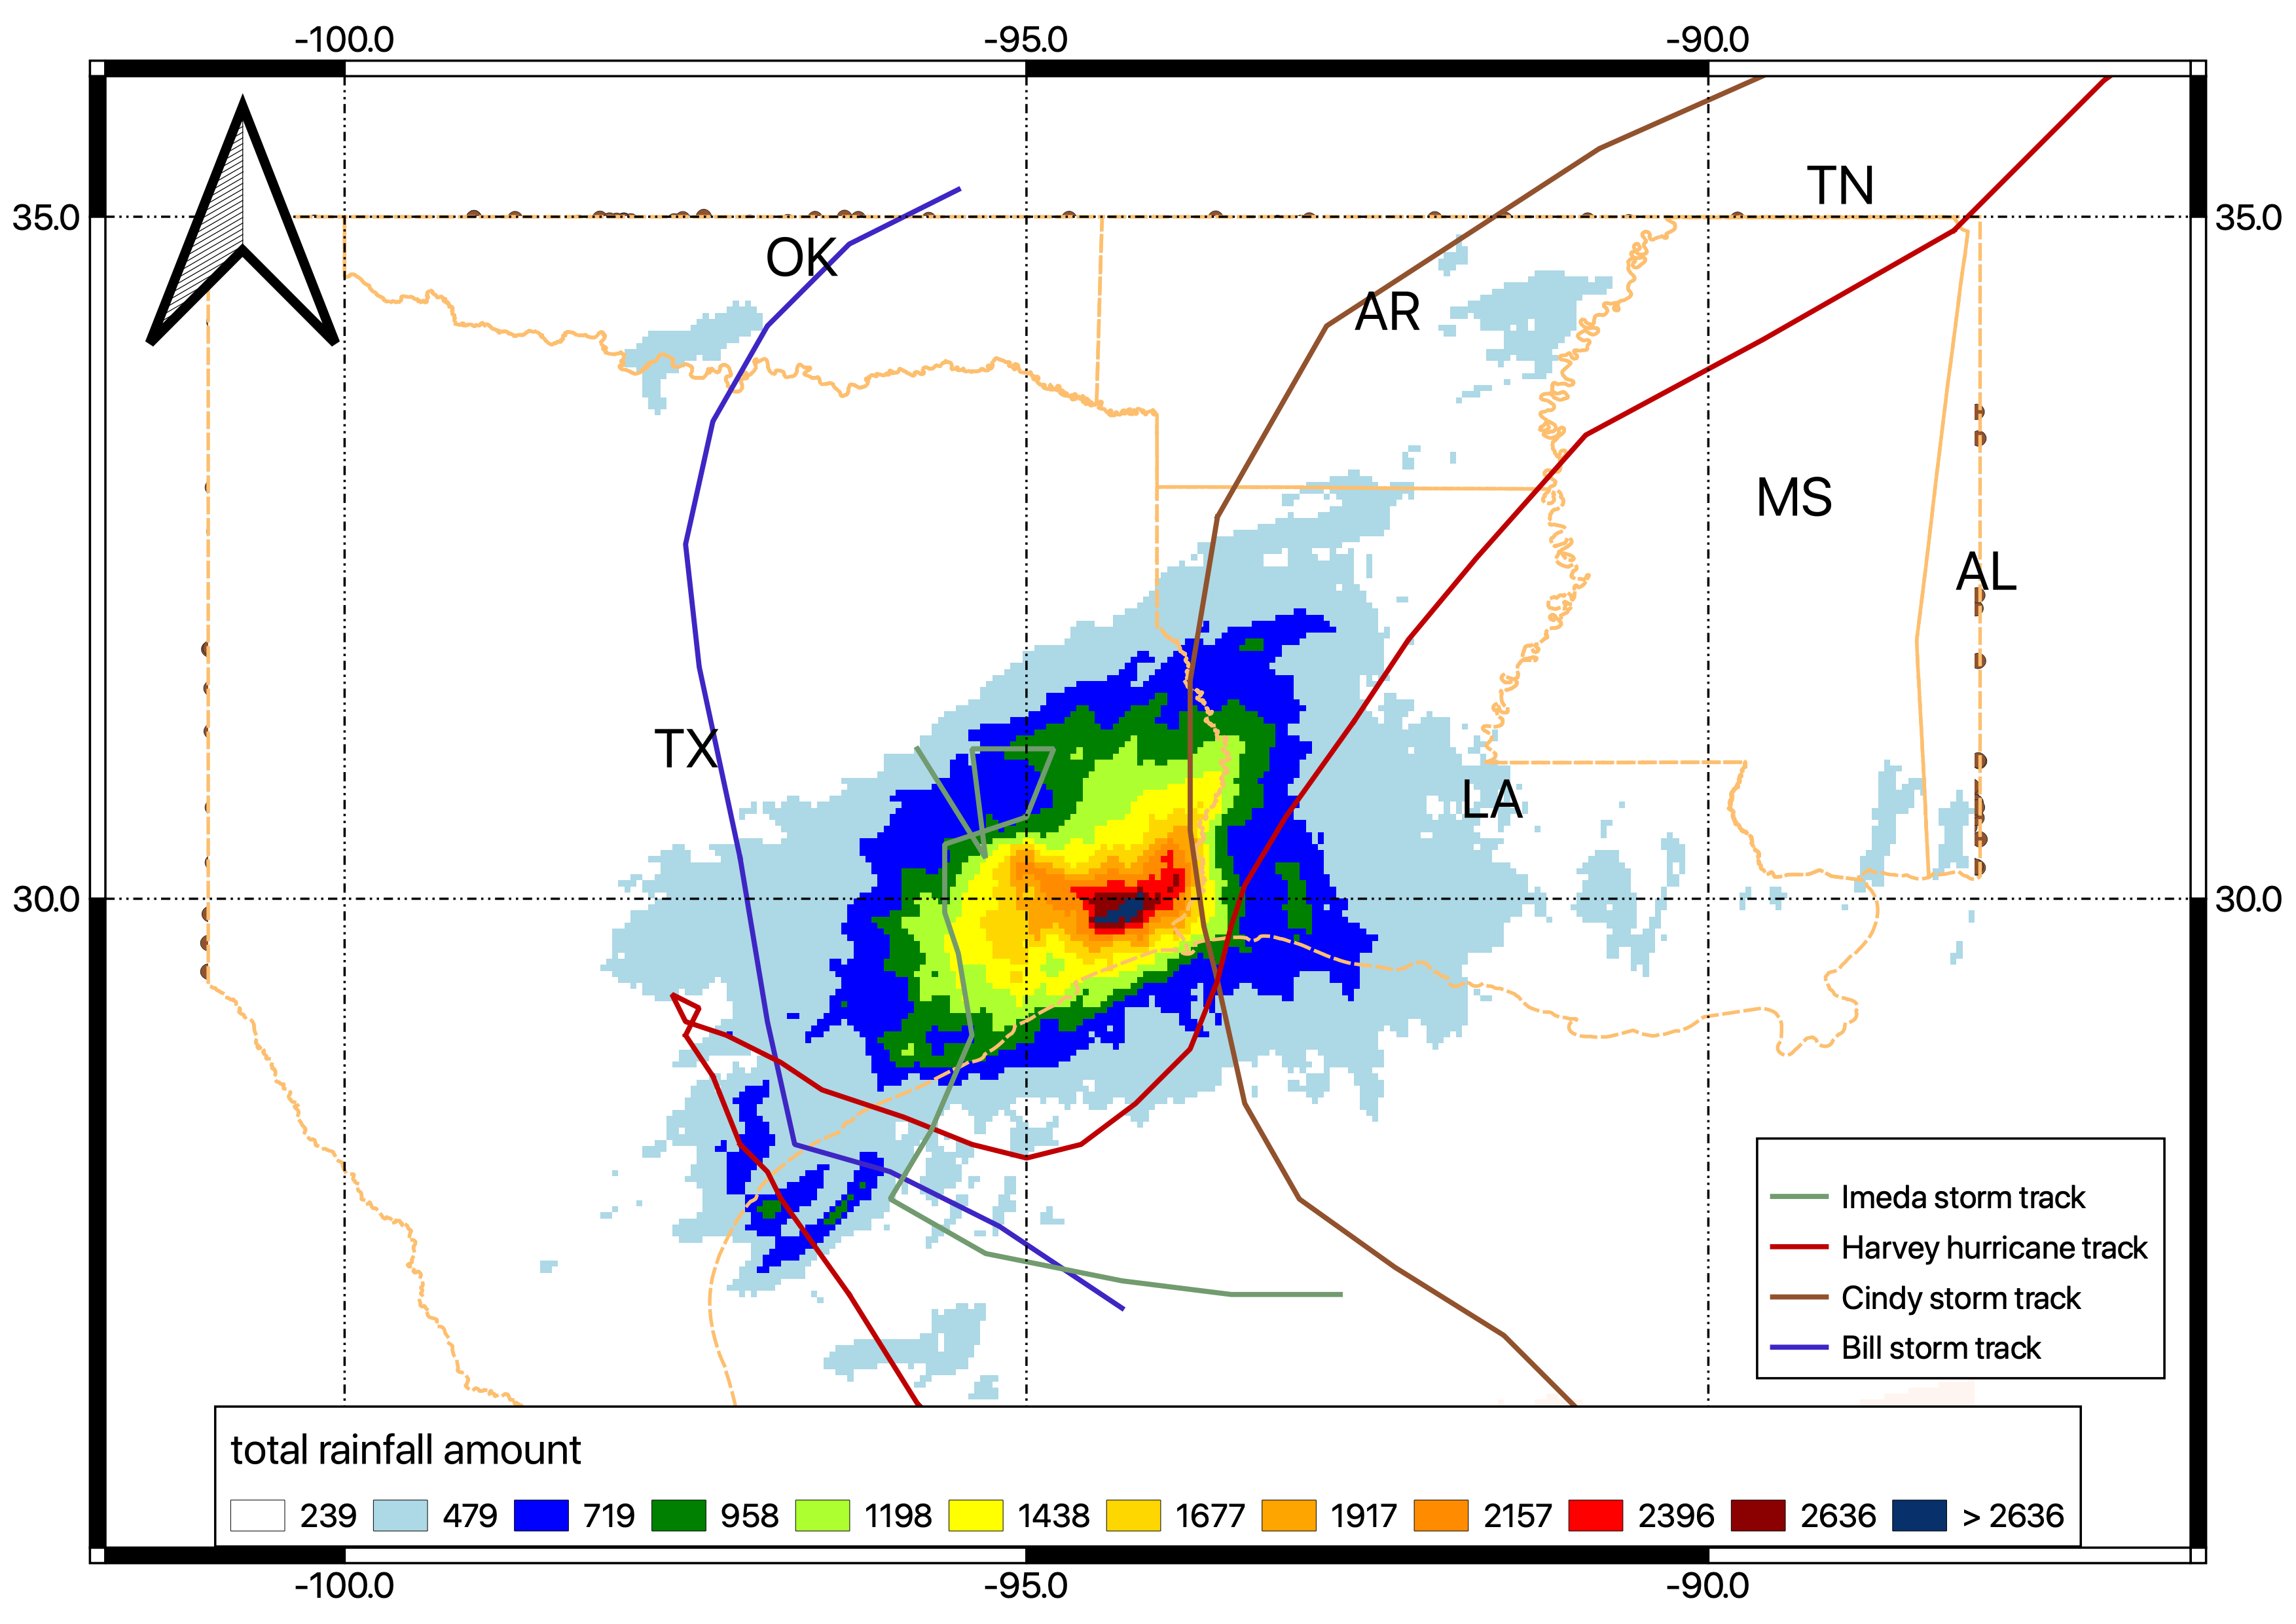 -100.0 -95.0 -90.0
35.0 35.0
TN
OK
AR
MS
AL
TX
LA
30.0 30.0
Imeda storm track
Harvey hurricane track
Cindy storm track
Bill storm track
total rainfall amount
239 479 719 958 1198 1438 1677 1917 2157 2396 2636 > 2636
-100.0 -95.0 -90.0